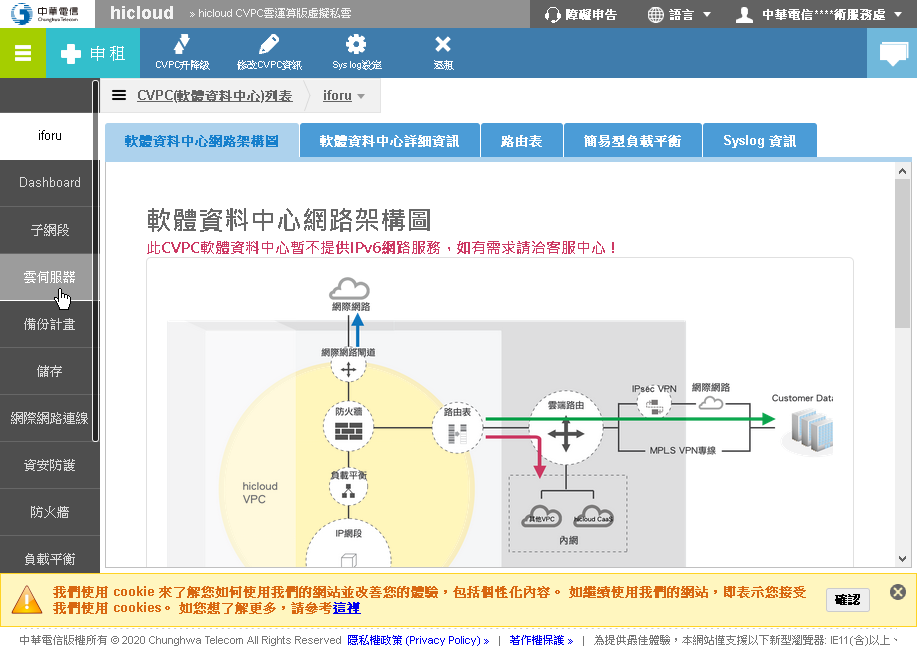 中華電信
Chunghwa Telecom
hicloud
» hicloud CVPC雲運算版虛擬私雲
障礙申告
語言
中華電信****術服務處
申租
CVPC升降級
修改CVPC資訊
Syslog設定
退租
CVPC(軟體資料中心)列表
iforu
iforu
Dashboard
子網段
雲伺服器
備份計畫
儲存
網際網路連線
資安防護
防火牆
負載平衡
軟體資料中心網路架構圖
軟體資料中心詳細資訊
路由表
簡易型負載平衡
Syslog 資訊
軟體資料中心網路架構圖
此CVPC軟體資料中心暫不提供IPv6網路服務，如有需求請洽客服中心！
網際網路
網際網路閘道
防火牆
路由表
雲端路由
IPsec VPN
網際網路
Customer Data
MPLS VPN專線
負載平衡
hicloud
VPC
IP網段
其他VPC
hicloud CaaS
內網
我們使用 cookie 來了解您如何使用我們的網站並改善您的體驗，包括個性化內容。 如繼續使用我們的網站，即表示您接受
我們使用 cookies。 如您想了解更多，請參考這裡
確認
中華電信版權所有 © 2020 Chunghwa Telecom All Rights Reserved 隱私權政策 (Privacy Policy) » | 著作權保護 » | 為提供最佳體驗，本網站僅支援以下新型瀏覽器: IE11(含)以上、